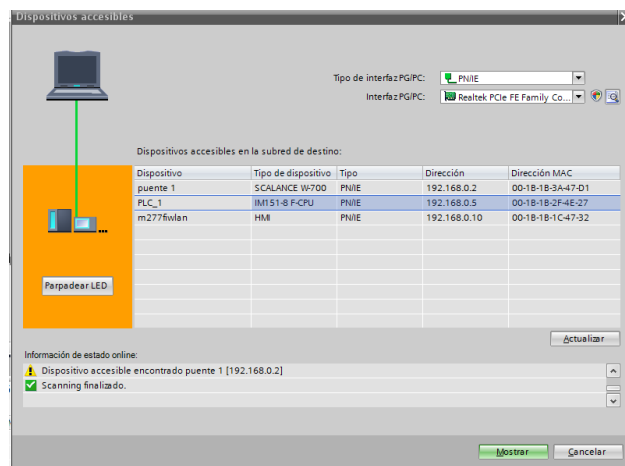 Dispositivos accesibles
Tipo de interfaz PG/PC: PN/IE
Interfaz PG/PC: Realtek PCIe FE Family Co...
Dispositivos accesibles en la subred de destino:
Dispositivo Tipo de dispositivo Tipo Dirección Dirección MAC
puente 1 SCALANCE W-700 PN/IE 192.168.0.2 00-1B-1B-3A-47-D1
PLC_1 IM151-8 F-CPU PN/IE 192.168.0.5 00-1B-1B-2F-4E-27
m277fiwlan HMI PN/IE 192.168.0.10 00-1B-1B-1C-47-32
Parpadear LED
Actualizar
Información de estado online:
Dispositivo accesible encontrado puente 1 [192.168.0.2]
Scanning finalizado.
Mostrar Cancelar